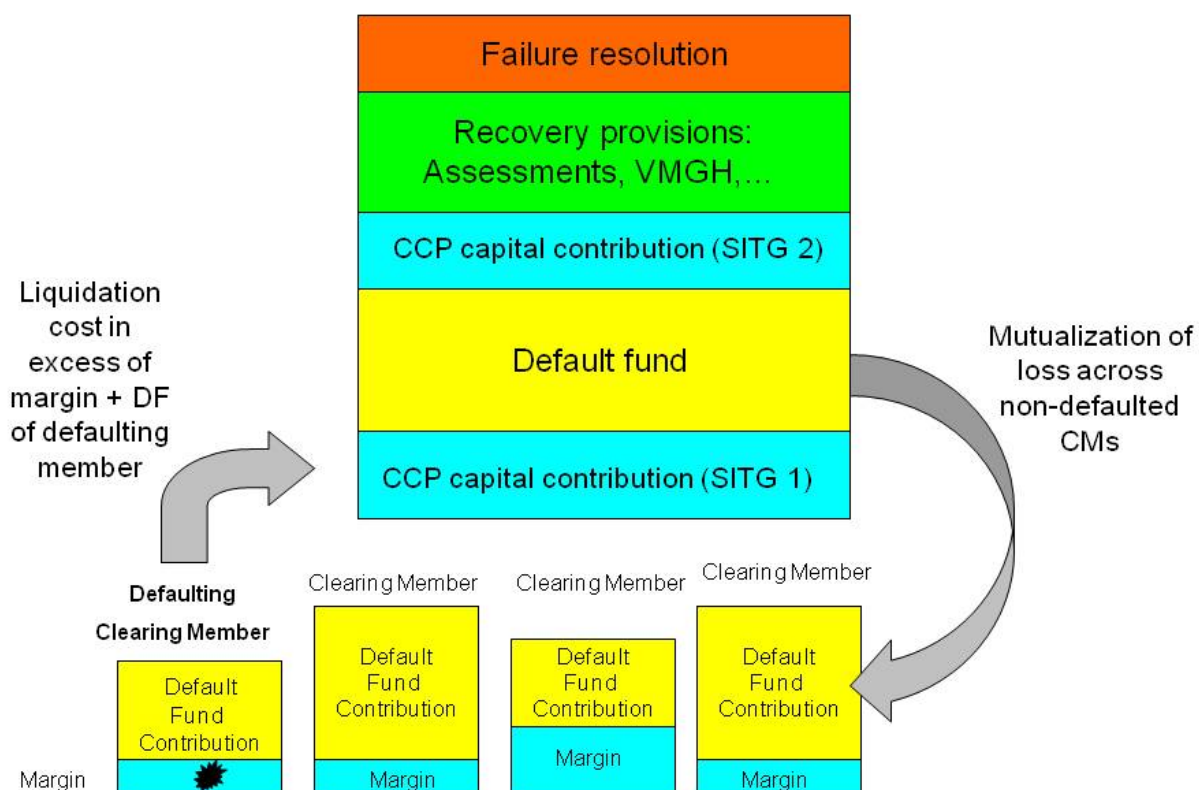 Failure resolution
Recovery provisions:
Assessments, VMGH,...
CCP capital contribution (SITG 2)
Default fund
CCP capital contribution (SITG 1)
Liquidation
cost in
excess of
margin + DF
of defaulting
member
Mutualization of
loss across
non-defaulted
CMs
Defaulting
Clearing Member
Default
Fund
Contribution
Margin
Clearing Member
Default
Fund
Contribution
Margin
Clearing Member
Default
Fund
Contribution
Margin
Clearing Member
Default
Fund
Contribution
Margin